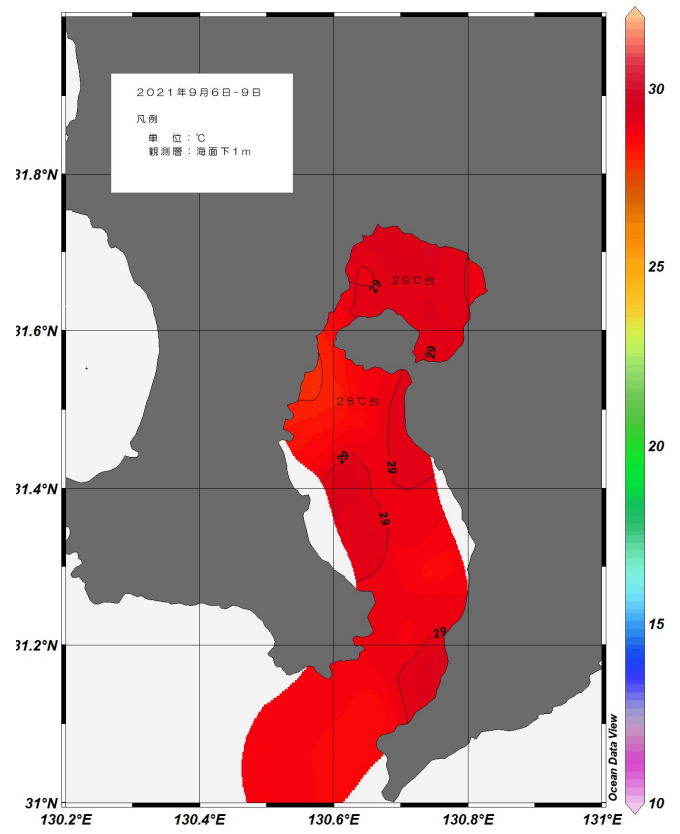 ２０２１年９月６日-９日
凡例
単　位：℃
観測層：海面下１ｍ
30
31.8°N
29℃台
29
25
31.6°N
29
28℃台
20
29
29
31.4°N
29
15
29
31.2°N
Ocean Data View
31°N
10
130.2°E
130.4°E
130.6°E
130.8°E
131°E